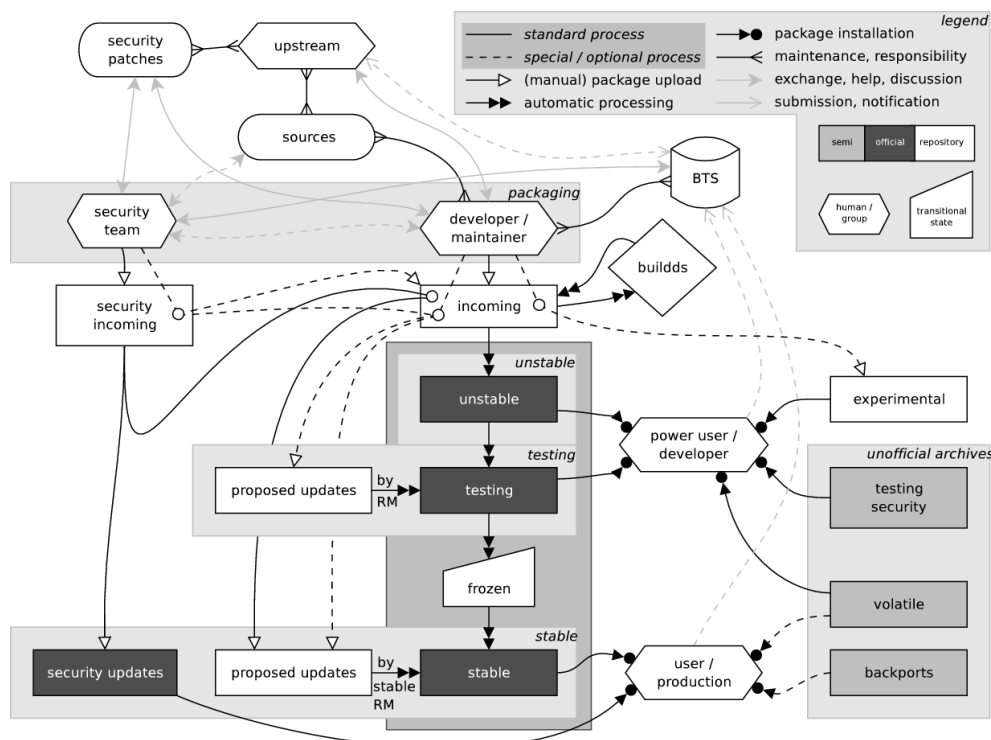 security
patches
upstream
sources
legend
standard process
special / optional process
(manual) package upload
automatic processing
package installation
maintenance, responsibility
exchange, help, discussion
submission, notification
semi
official
repository
human /
group
transitional
state
BTS
packaging
security
team
developer /
maintainer
buildds
security
incoming
incoming
unstable
unstable
experimental
power user /
developer
testing
proposed updates
by
RM
testing
unofficial archives
testing
security
frozen
volatile
stable
security updates
proposed updates
by
stable
RM
stable
user /
production
backports